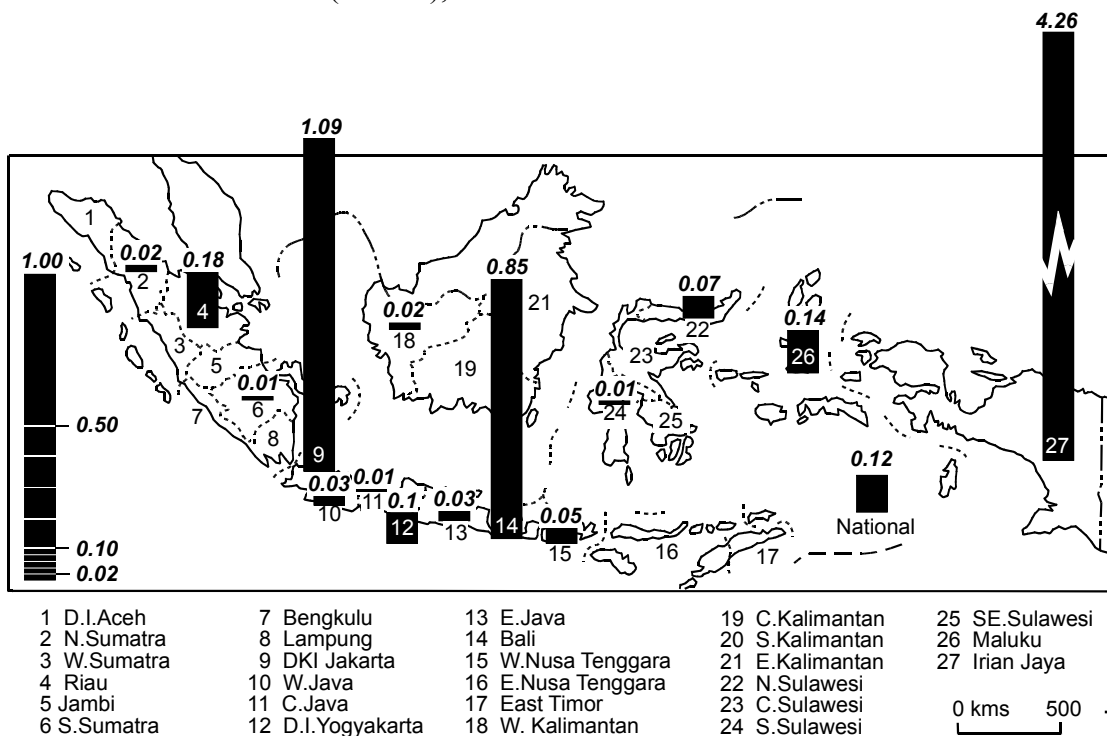 4.26
1.09
1.00
0.02
0.18
0.85
0.07
0.02
0.14
0.50
0.01
0.01
0.03
0.01
0.1
0.03
0.05
0.12
National
0.10
0.02
1
2
3
4
5
6
7
8
9
10
11
12
13
14
15
16
17
18
19
21
22
23
24
25
26
27
1 D.I.Aceh
2 N.Sumatra
3 W.Sumatra
4 Riau
5 Jambi
6 S.Sumatra
7 Bengkulu
8 Lampung
9 DKI Jakarta
10 W.Java
11 C.Java
12 D.I.Yogyakarta
13 E.Java
14 Bali
15 W.Nusa Tenggara
16 E.Nusa Tenggara
17 East Timor
18 W. Kalimantan
19 C.Kalimantan
20 S.Kalimantan
21 E.Kalimantan
22 N.Sulawesi
23 C.Sulawesi
24 S.Sulawesi
25 SE.Sulawesi
26 Maluku
27 Irian Jaya
0 kms 500